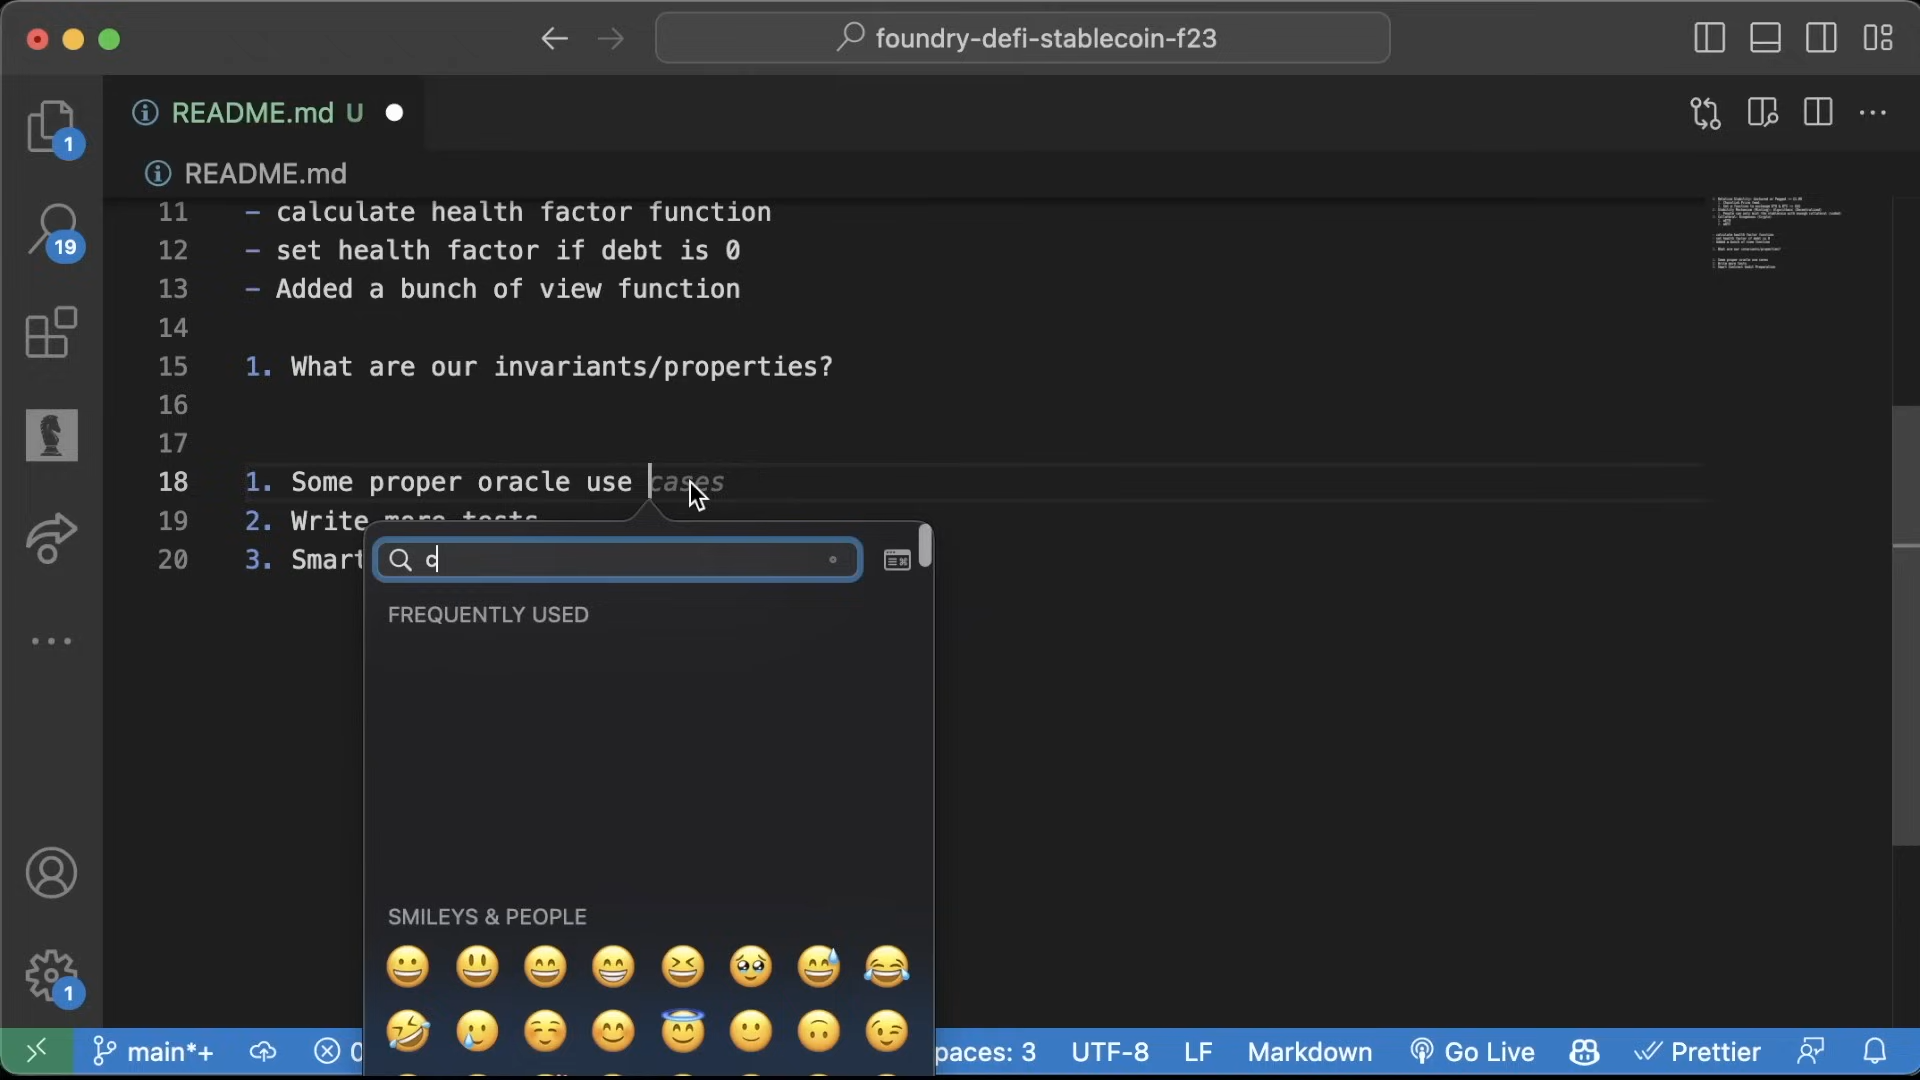 foundry-defi-stablecoin-f23
README.md U
1
README.md
11 - calculate health factor function
12 - set health factor if debt is 0
19
13 - Added a bunch of view function
14
15 1. What are our invariants/properties?
16
17
18 1. Some proper oracle use cases
19 2. Write more tests
20 3. Smart
c
FREQUENTLY USED
SMILEYS & PEOPLE
1
main*+
0
paces: 3
UTF-8
LF
Markdown
Go Live
Prettier